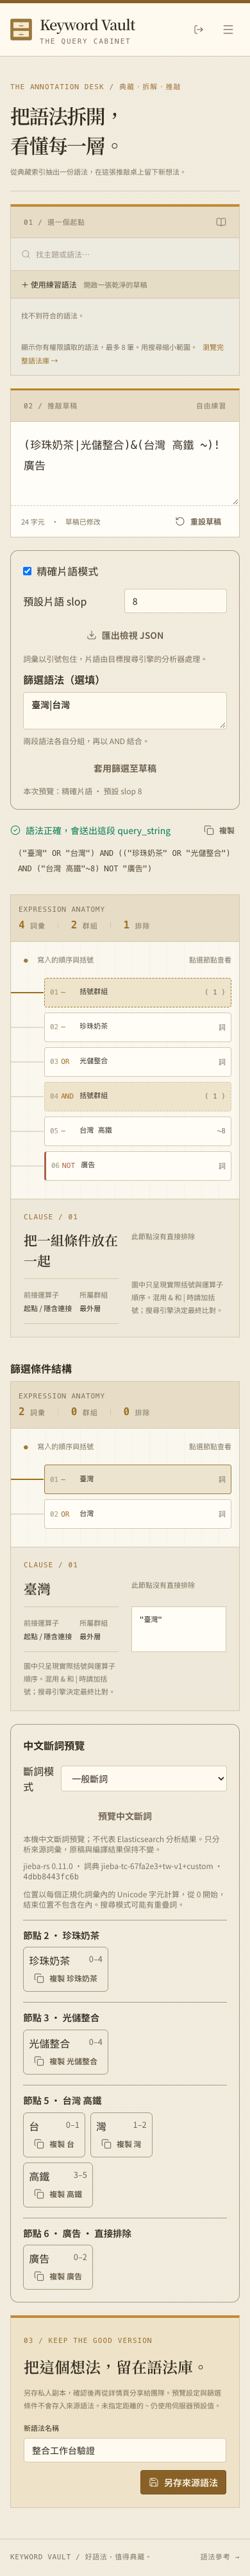 Keyword Vault
THE QUERY CABINET
THE ANNOTATION DESK / 典藏・拆解・推敲
把語法拆開，
看懂每一層。
從典藏索引抽出一份語法，在這張推敲桌上留下新想法。
01 / 選一個起點
找主題或語法…
＋ 使用練習語法 開啟一張乾淨的草稿
找不到符合的語法。
顯示你有權限讀取的語法，最多 8 筆。用搜尋縮小範圍。 瀏覽完
整語法庫 →
02 / 推敲草稿 自由練習
(珍珠奶茶|光儲整合)&(台灣 高鐵 ~)!
廣告
24 字元 ・ 草稿已修改 重設草稿
精確片語模式
預設片語 slop 8
匯出檢視 JSON
詞彙以引號包住，片語由目標搜尋引擎的分析器處理。
篩選語法（選填）
臺灣|台灣
兩段語法各自分組，再以 AND 結合。
套用篩選至草稿
本次預覽：精確片語 · 預設 slop 8
語法正確，會送出這段 query_string 複製
("臺灣" OR "台灣") AND (("珍珠奶茶" OR "光儲整合")
AND ("台灣 高鐵"~8) NOT "廣告")
EXPRESSION ANATOMY
4 詞彙 2 群組 1 排除
寫入的順序與括號 點選節點查看
01 — 括號群組 ( 1 )
02 — 珍珠奶茶 詞
03 OR 光儲整合 詞
04 AND 括號群組 ( 1 )
05 — 台灣 高鐵 ~8
06 NOT 廣告 詞
CLAUSE / 01
把一組條件放在
一起
此節點沒有直接排除
前接運算子 所屬群組
起點 / 隱含連接 最外層
圖中只呈現實際括號與運算子
順序。混用 & 和 | 時請加括
號；搜尋引擎決定最終比對。
篩選條件結構
EXPRESSION ANATOMY
2 詞彙 0 群組 0 排除
寫入的順序與括號 點選節點查看
01 — 臺灣 詞
02 OR 台灣 詞
CLAUSE / 01
臺灣
此節點沒有直接排除
前接運算子 所屬群組
起點 / 隱含連接 最外層
"臺灣"
圖中只呈現實際括號與運算子
順序。混用 & 和 | 時請加括
號；搜尋引擎決定最終比對。
中文斷詞預覽
斷詞模
式
一般斷詞
預覽中文斷詞
本機中文斷詞預覽；不代表 Elasticsearch 分析結果。只分
析來源詞彙，原稿與編譯結果保持不變。
jieba-rs 0.11.0 · 詞典 jieba-tc-67fa2e3+tw-v1+custom ·
4dbb8443fc6b
位置以每個正規化詞彙內的 Unicode 字元計算，從 0 開始，
結束位置不包含在內。搜尋模式可能有重疊詞。
節點 2 · 珍珠奶茶
珍珠奶茶 0–4
複製 珍珠奶茶
節點 3 · 光儲整合
光儲整合 0–4
複製 光儲整合
節點 5 · 台灣 高鐵
台 0–1
複製 台
灣 1–2
複製 灣
高鐵 3–5
複製 高鐵
節點 6 · 廣告 · 直接排除
廣告 0–2
複製 廣告
03 / KEEP THE GOOD VERSION
把這個想法，留在語法庫。
另存私人副本，確認後再從詳情頁分享給團隊。預覽設定與篩選
條件不會存入來源語法。未指定距離的 ~ 仍使用伺服器預設值。
新語法名稱
整合工作台驗證
另存來源語法
KEYWORD VAULT / 好語法，值得典藏。 語法參考 →